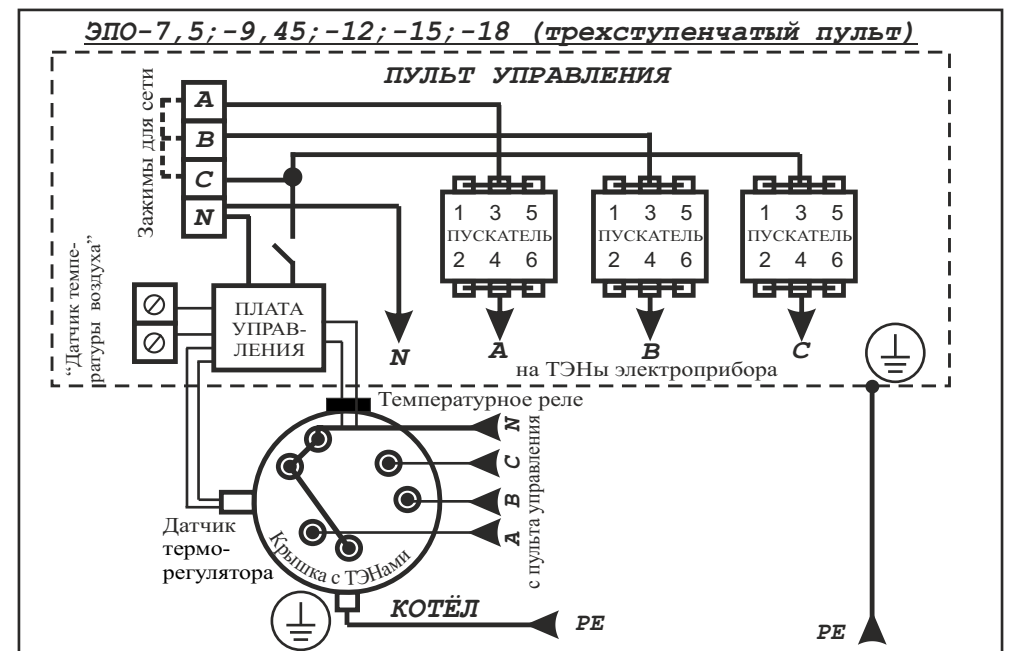 ЭПО-7,5;-9,45;-12;-15;-18 (трехступенчатый пульт)
ПУЛЬТ УПРАВЛЕНИЯ
Зажимы для сети
A
B
C
N
1 3 5
ПУСКАТЕЛЬ
2 4 6
1 3 5
ПУСКАТЕЛЬ
2 4 6
1 3 5
ПУСКАТЕЛЬ
2 4 6
“Датчик темпе-
ратуры воздуха”
ПЛАТА
УПРАВ-
ЛЕНИЯ
N
A
B
C
на ТЭНы электроприбора
Температурное реле
N
C
B
A
с пульта управления
Датчик
термо-
регулятора
Крышка с ТЭНами
КОТЁЛ
PE
PE